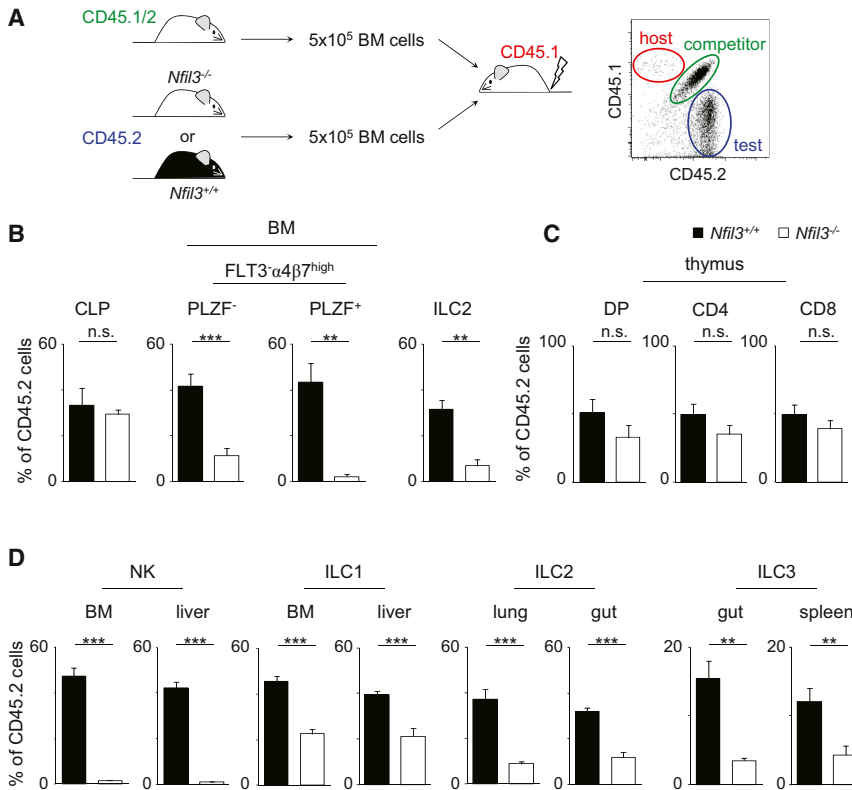 A
CD45.1/2
5x10⁵ BM cells
Nfil3⁻/⁻
CD45.2
or
5x10⁵ BM cells
Nfil3⁺/⁺
CD45.1
host
competitor
test
CD45.1
CD45.2
B
BM
FLT3⁻α4β7ʰⁱᵍʰ
CLP
PLZF⁻
PLZF⁺
ILC2
n.s.
***
**
**
60
60
60
60
% of CD45.2 cells
0
0
0
0
C
Nfil3⁺/⁺
Nfil3⁻/⁻
thymus
DP
CD4
CD8
n.s.
n.s.
n.s.
100
100
100
% of CD45.2 cells
0
0
0
D
NK
ILC1
ILC2
ILC3
BM
liver
BM
liver
lung
gut
gut
spleen
***
***
***
***
***
***
**
**
60
60
60
60
60
60
20
20
% of CD45.2 cells
0
0
0
0
0
0
0
0